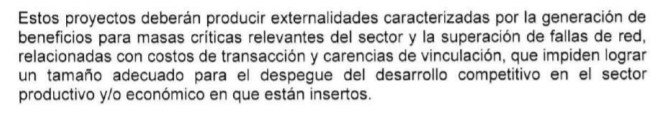 Estos proyectos deberán producir externalidades caracterizadas por la generación de
beneficios para masas críticas relevantes del sector y la superación de fallas de red,
relacionadas con costos de transacción y carencias de vinculación, que impiden lograr
un tamaño adecuado para el despegue del desarrollo competitivo en el sector
productivo y/o económico en que están insertos.